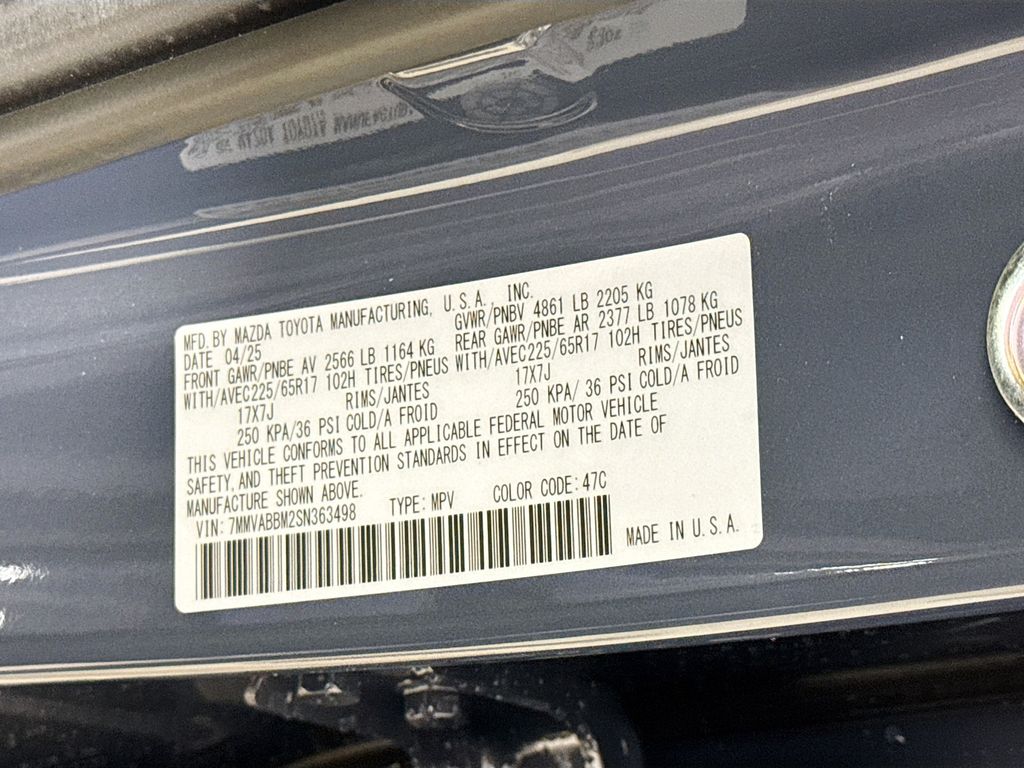 MFD. BY MAZDA TOYOTA MANUFACTURING, U.S.A., INC.
DATE 04/25 GVWR/PNBV 4861 LB 2205 KG
FRONT GAWR/PNBE AV 2566 LB 1164 KG REAR GAWR/PNBE AR 2377 LB 1078 KG
WITH/AVEC225/65R17 102H TIRES/PNEUS WITH/AVEC225/65R17 102H TIRES/PNEUS
17X7J RIMS/JANTES 17X7J RIMS/JANTES
250 KPA/36 PSI COLD/A FROID 250 KPA/ 36 PSI COLD/A FROID
THIS VEHICLE CONFORMS TO ALL APPLICABLE FEDERAL MOTOR VEHICLE
SAFETY, AND THEFT PREVENTION STANDARDS IN EFFECT ON THE DATE OF
MANUFACTURE SHOWN ABOVE.
VIN: 7MMVABBM2SN363498 TYPE: MPV COLOR CODE: 47C
MADE IN U.S.A.